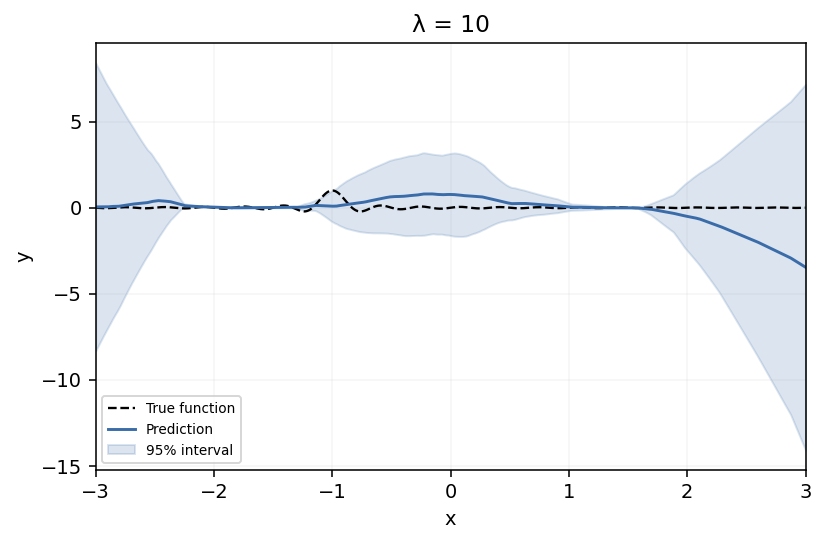 λ = 10
y
5
0
−5
−10
−15
True function
Prediction
95% interval
−3 −2 −1 0 1 2 3
x